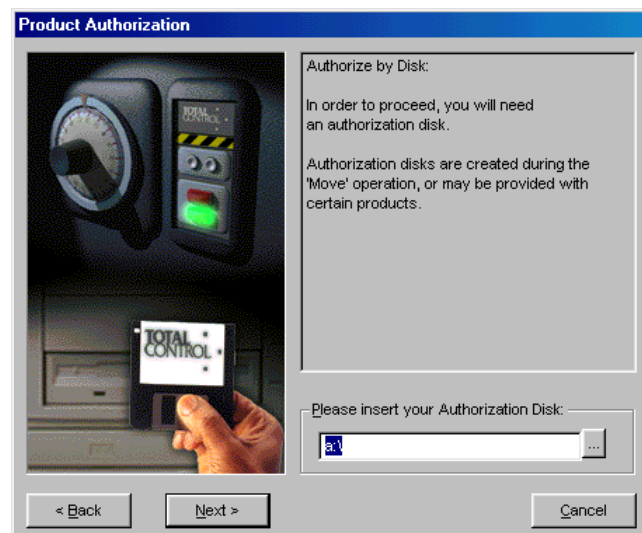 Product Authorization
TOTAL
CONTROL
TOTAL
CONTROL
Authorize by Disk:
In order to proceed, you will need
an authorization disk.
Authorization disks are created during the
'Move' operation, or may be provided with
certain products.
Please insert your Authorization Disk:
a:\
...
< Back
Next >
Cancel